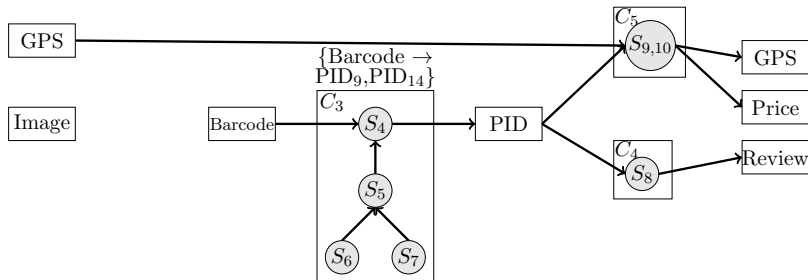 GPS
{Barcode →
PID₉,PID₁₄}
C₅
S₉,₁₀
GPS
Image
Barcode
C₃
S₄
PID
Price
C₄
S₈
Review
S₅
S₆
S₇